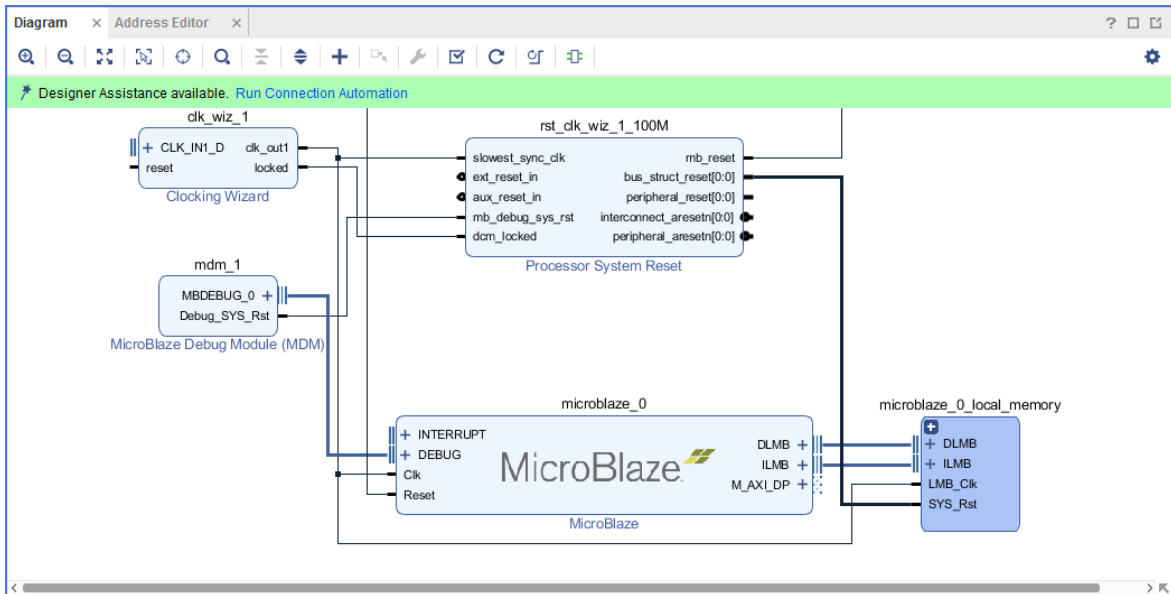 Diagram × Address Editor ×
Designer Assistance available. Run Connection Automation
clk_wiz_1
CLK_IN1_D clk_out1
reset locked
Clocking Wizard
rst_clk_wiz_1_100M
slowest_sync_clk mb_reset
ext_reset_in bus_struct_reset[0:0]
aux_reset_in peripheral_reset[0:0]
mb_debug_sys_rst interconnect_aresetn[0:0]
dcm_locked peripheral_aresetn[0:0]
Processor System Reset
mdm_1
MBDEBUG_0
Debug_SYS_Rst
MicroBlaze Debug Module (MDM)
microblaze_0
INTERRUPT DLMB
DEBUG ILMB
Clk M_AXI_DP
Reset
MicroBlaze
MicroBlaze
microblaze_0_local_memory
DLMB
ILMB
LMB_Clk
SYS_Rst